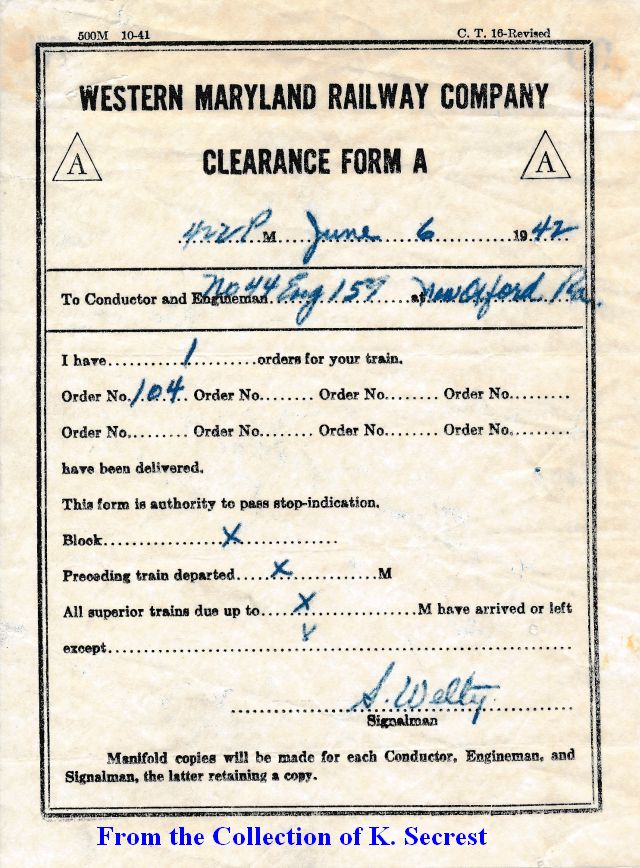 500M 10-41 C. T. 16-Revised
WESTERN MARYLAND RAILWAY COMPANY
A CLEARANCE FORM A A
422 P M June 6 1942
To Conductor and Engineman No 44 Eng 159 at New Oxford Pa.
I have 1 orders for your train.
Order No. 104 Order No. Order No. Order No.
Order No. Order No. Order No. Order No.
have been delivered.
This form is authority to pass stop-indication.
Block X
Preceding train departed X M
All superior trains due up to X M have arrived or left
except X
S. Welty
Signalman
Manifold copies will be made for each Conductor, Engineman, and
Signalman, the latter retaining a copy.
From the Collection of K. Secrest